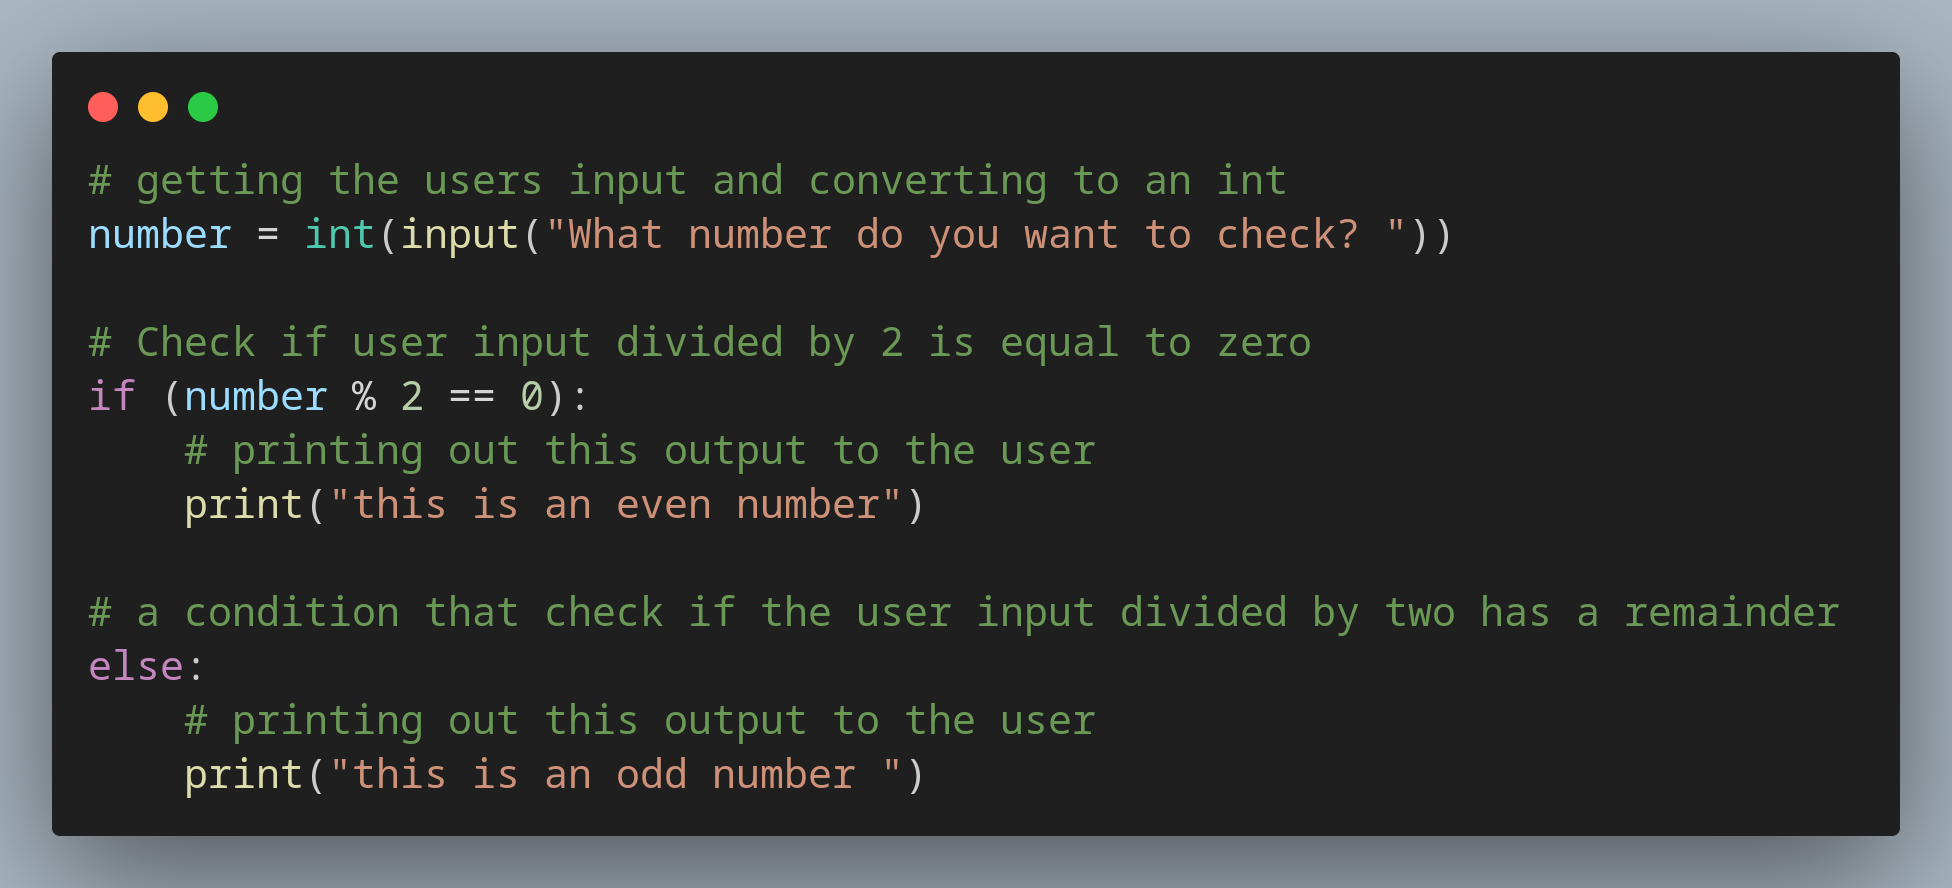 # getting the users input and converting to an int
number = int(input("What number do you want to check? "))
# Check if user input divided by 2 is equal to zero
if (number % 2 == 0):
    # printing out this output to the user
    print("this is an even number")
# a condition that check if the user input divided by two has a remainder
else:
    # printing out this output to the user
    print("this is an odd number ")